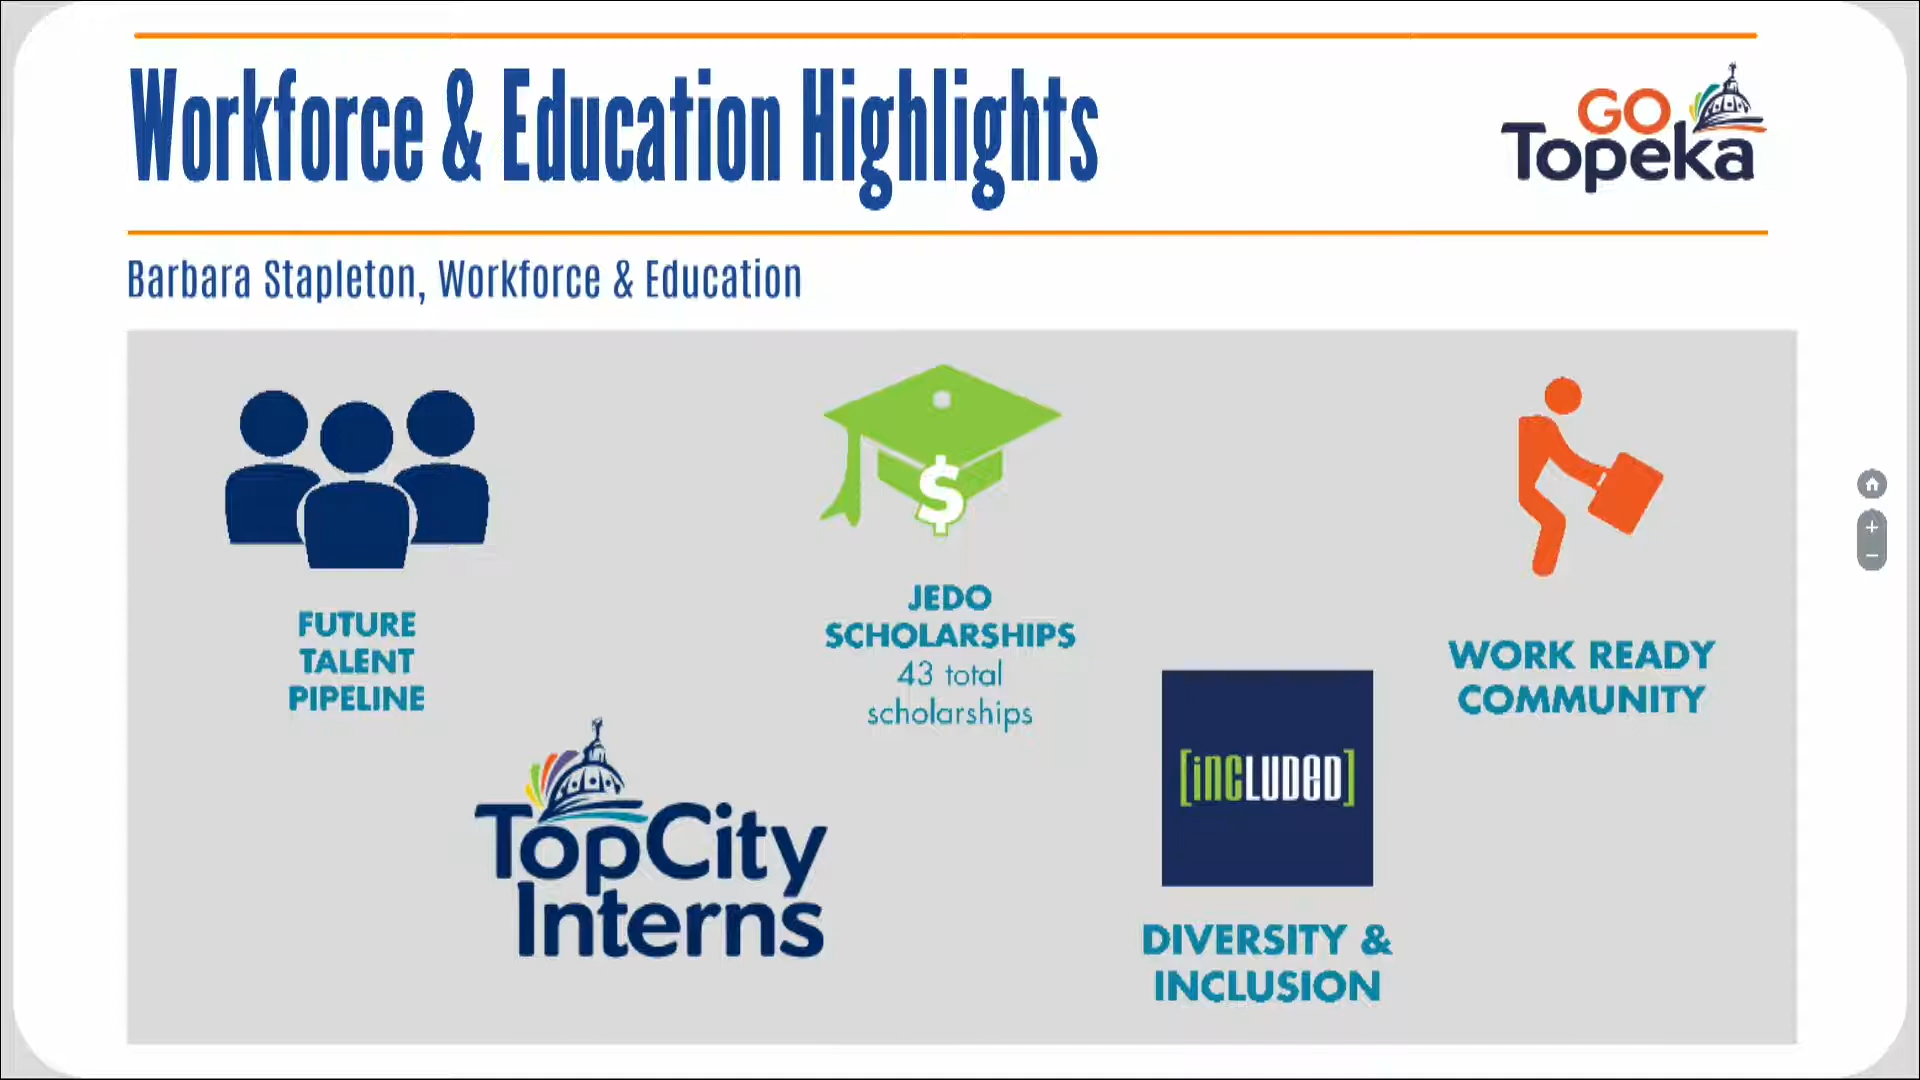 Workforce & Education Highlights
GO
Topeka
Barbara Stapleton, Workforce & Education
$
FUTURE
TALENT
PIPELINE
JEDO
SCHOLARSHIPS
43 total
scholarships
WORK READY
COMMUNITY
TopCity
Interns
[INCLUDED]
DIVERSITY &
INCLUSION